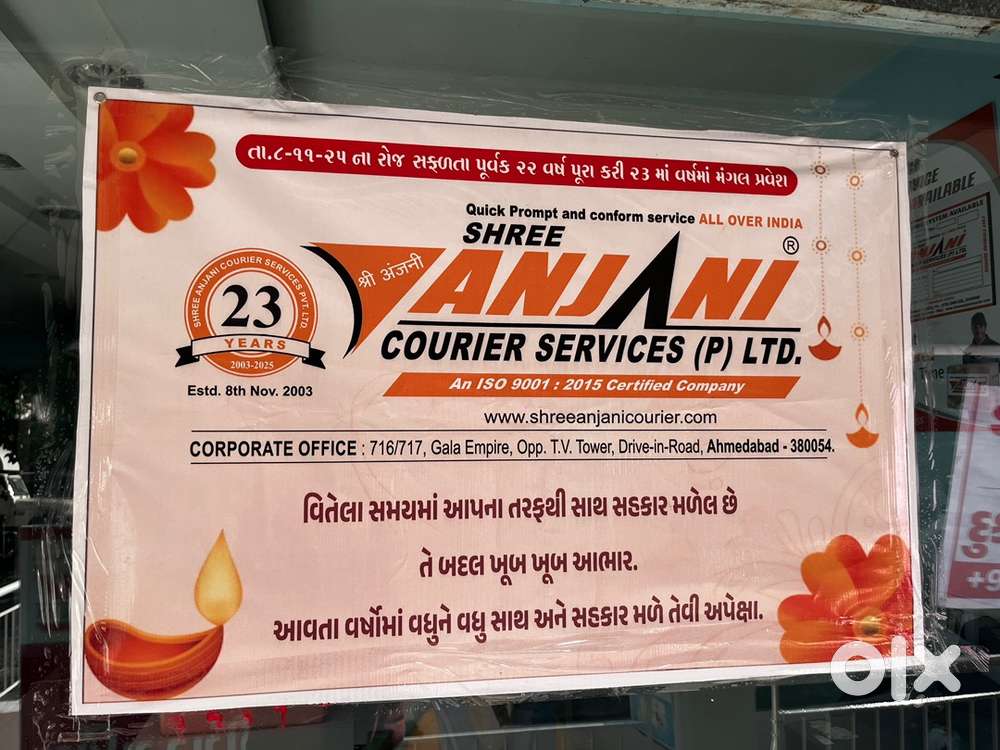 તા.૮-૧૧-૨૫ ના રોજ સફળતા પૂર્વક ૨૨ વર્ષ પૂરા કરી ૨૩ માં વર્ષમાં મંગલ પ્રવેશ
Quick Prompt and conform service ALL OVER INDIA
SHREE
श्री अंजनी
ANJANI ®
COURIER SERVICES (P) LTD.
An ISO 9001 : 2015 Certified Company
SHREE ANJANI COURIER SERVICES PVT. LTD.
23
YEARS
2003-2025
Estd. 8th Nov. 2003
www.shreeanjanicourier.com
CORPORATE OFFICE : 716/717, Gala Empire, Opp. T.V. Tower, Drive-in-Road, Ahmedabad - 380054.
વિતેલા સમયમાં આપના તરફથી સાથ સહકાર મળેલ છે
તે બદલ ખૂબ ખૂબ આભાર.
આવતા વર્ષોમાં વધુને વધુ સાથ અને સહકાર મળે તેવી અપેક્ષા.
olx